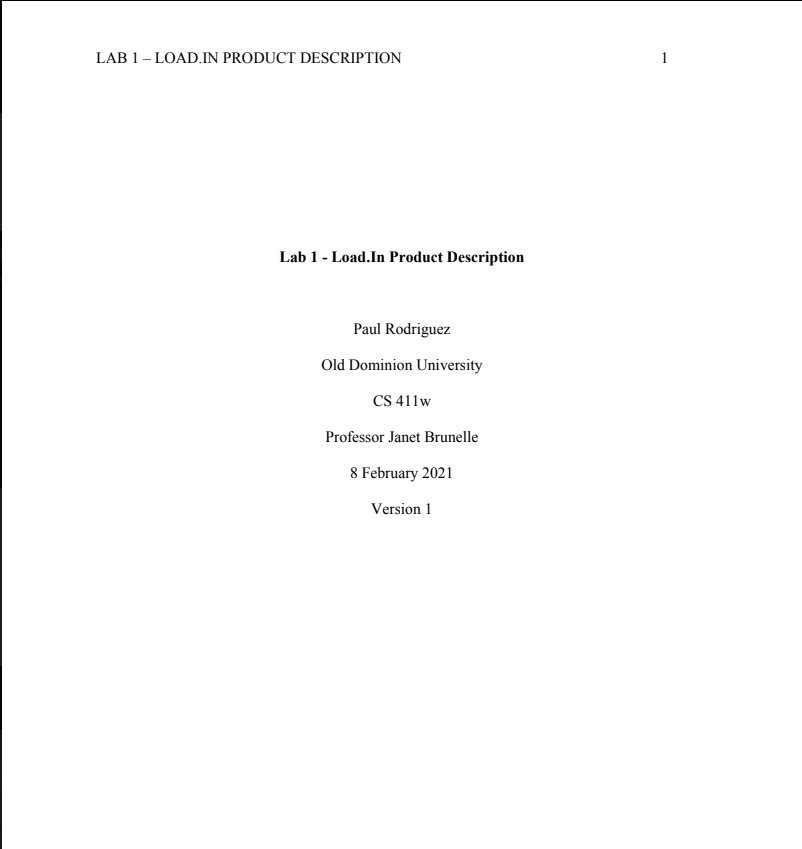 LAB 1 – LOAD.IN PRODUCT DESCRIPTION 1
Lab 1 - Load.In Product Description
Paul Rodriguez
Old Dominion University
CS 411w
Professor Janet Brunelle
8 February 2021
Version 1